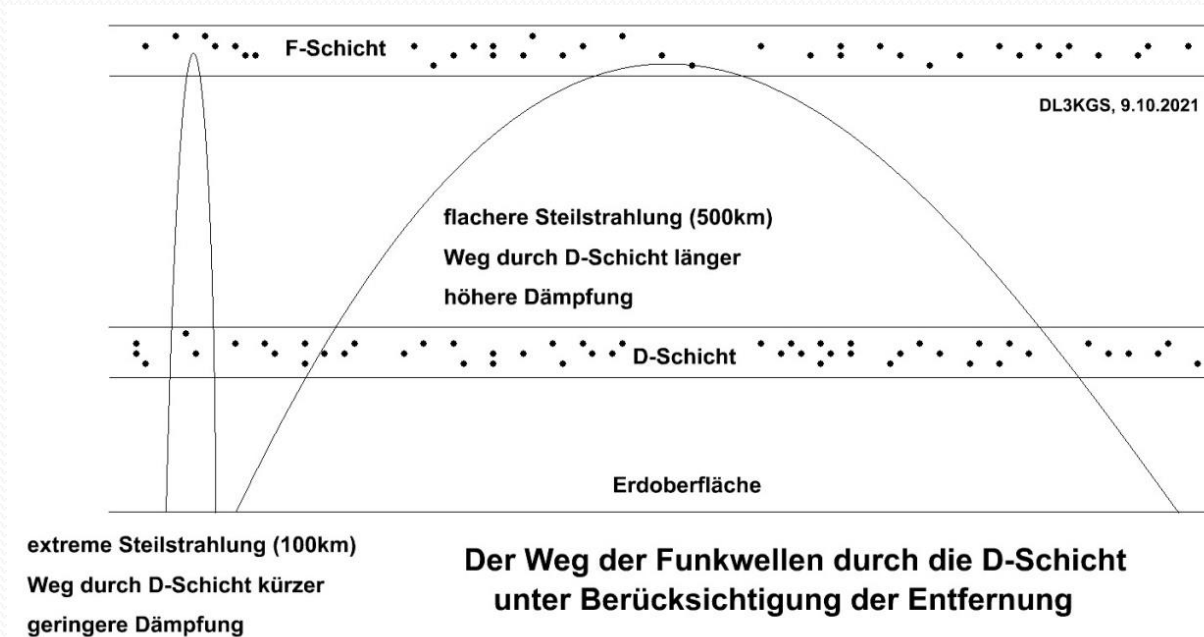 F-Schicht
DL3KGS, 9.10.2021
flachere Steilstrahlung (500km)
Weg durch D-Schicht länger
höhere Dämpfung
D-Schicht
Erdoberfläche
extreme Steilstrahlung (100km)
Weg durch D-Schicht kürzer
geringere Dämpfung
Der Weg der Funkwellen durch die D-Schicht
unter Berücksichtigung der Entfernung